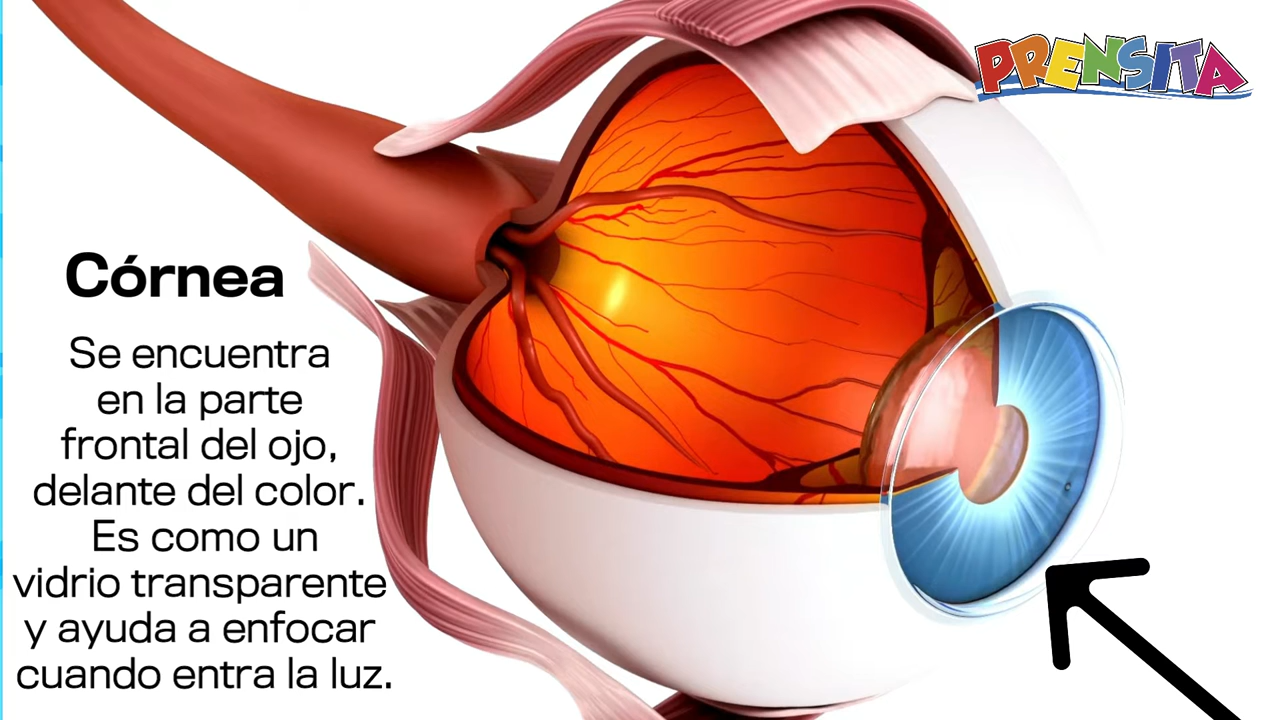 PRENSITA
Córnea
Se encuentra
en la parte
frontal del ojo,
delante del color.
Es como un
vidrio transparente
y ayuda a enfocar
cuando entra la luz.